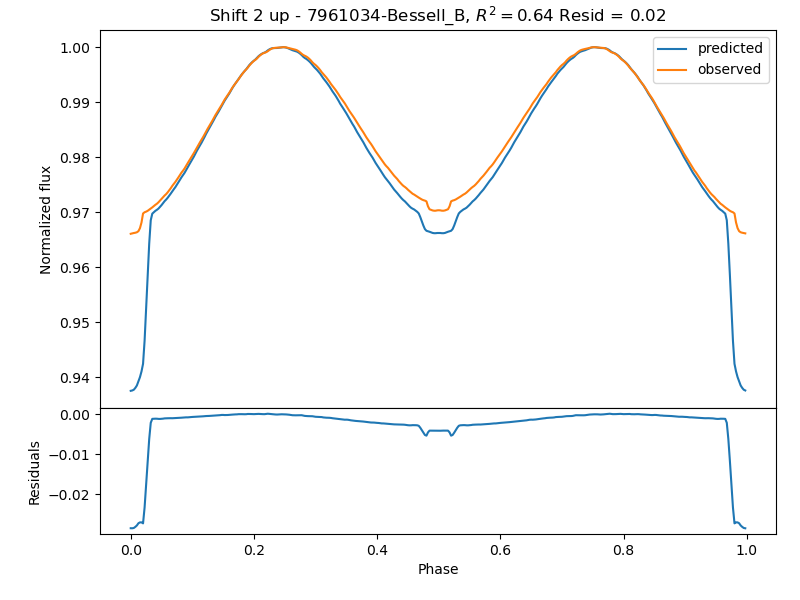 Shift 2 up - 7961034-Bessell_B, R² = 0.64 Resid = 0.02
predicted
observed
1.00
0.99
0.98
0.97
0.96
0.95
0.94
Normalized flux
0.00
−0.01
−0.02
Residuals
0.0 0.2 0.4 0.6 0.8 1.0
Phase